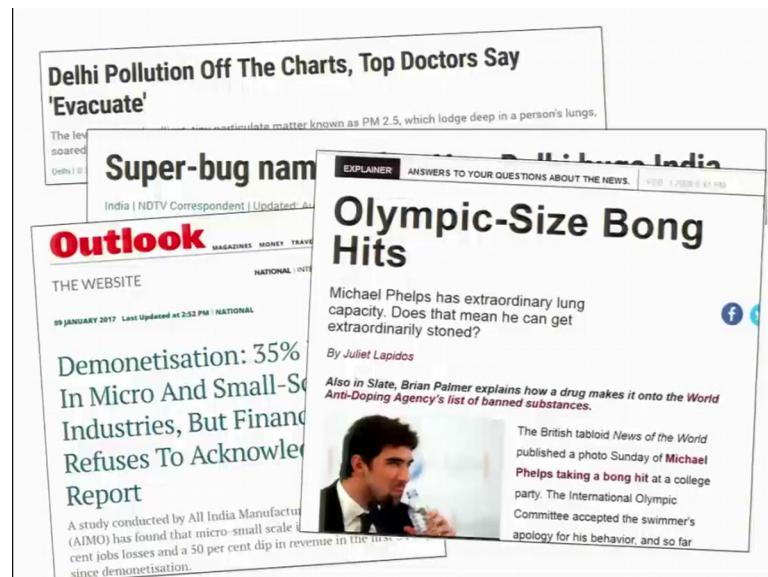 Delhi Pollution Off The Charts, Top Doctors Say
'Evacuate'
The particulate matter known as PM 2.5, which lodge deep in a person's lungs,
soared
Delhi
Super-bug Delhi bugs India
India | NDTV Correspondent | Updated:
Outlook MAGAZINES MONEY
THE WEBSITE
NATIONAL
09 JANUARY 2017 Last Updated at 2:52 PM | NATIONAL
Demonetisation: 35%
In Micro And
Industries, But
Refuses To
Report
A study conducted by All India
(AIMO) has found that micro-small scale
cent jobs losses and a 50 per cent dip in revenue in the first
since demonetisation.
EXPLAINER ANSWERS TO YOUR QUESTIONS ABOUT THE NEWS.
Olympic-Size Bong
Hits
Michael Phelps has extraordinary lung
capacity. Does that mean he can get
extraordinarily stoned?
By Juliet Lapidos
Also in Slate, Brian Palmer explains how a drug makes it onto the World
Anti-Doping Agency's list of banned substances.
The British tabloid News of the World
published a photo Sunday of Michael
Phelps taking a bong hit at a college
party. The International Olympic
Committee accepted the swimmer's
apology for his behavior, and so far